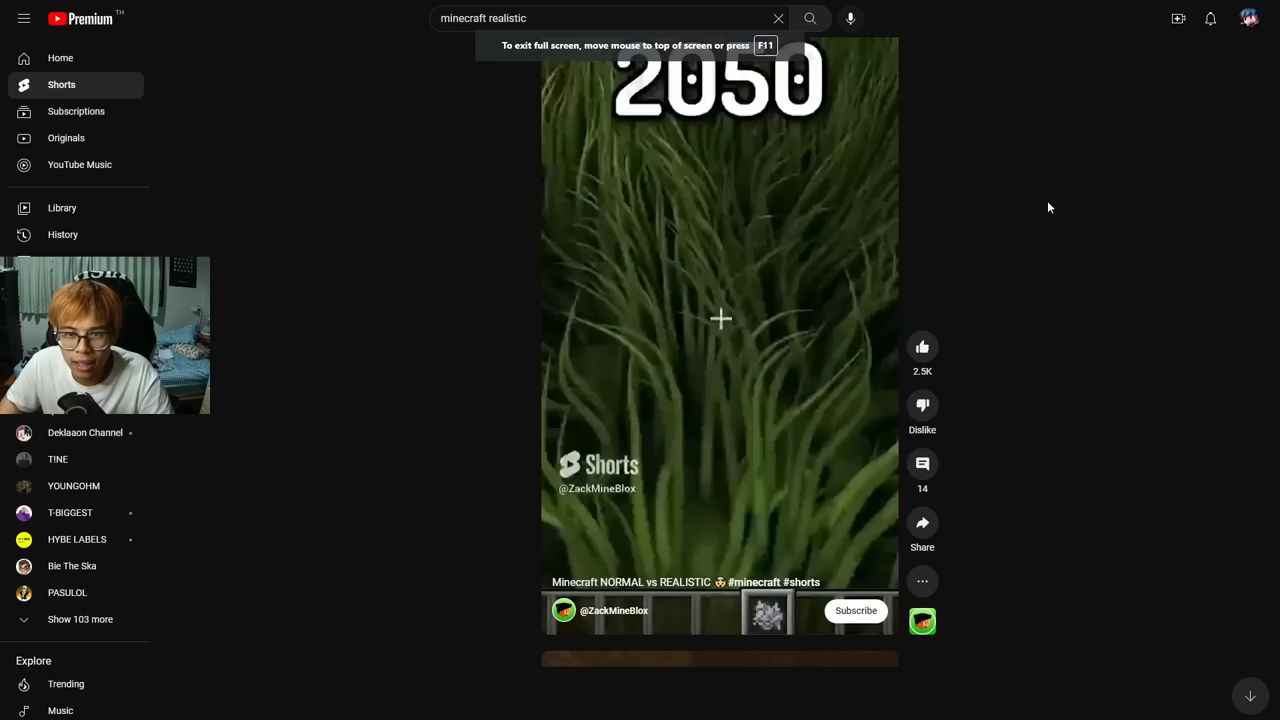 Premium TH
minecraft realistic
To exit full screen, move mouse to top of screen or press F11
Home
Shorts
Subscriptions
Originals
YouTube Music
Library
History
Deklaaon Channel
T!NE
YOUNGOHM
T-BIGGEST
HYBE LABELS
Bie The Ska
PASULOL
Show 103 more
Explore
Trending
Music
2050
Shorts
@ZackMineBlox
Minecraft NORMAL vs REALISTIC 🤯 #minecraft #shorts
@ZackMineBlox
Subscribe
2.5K
Dislike
14
Share